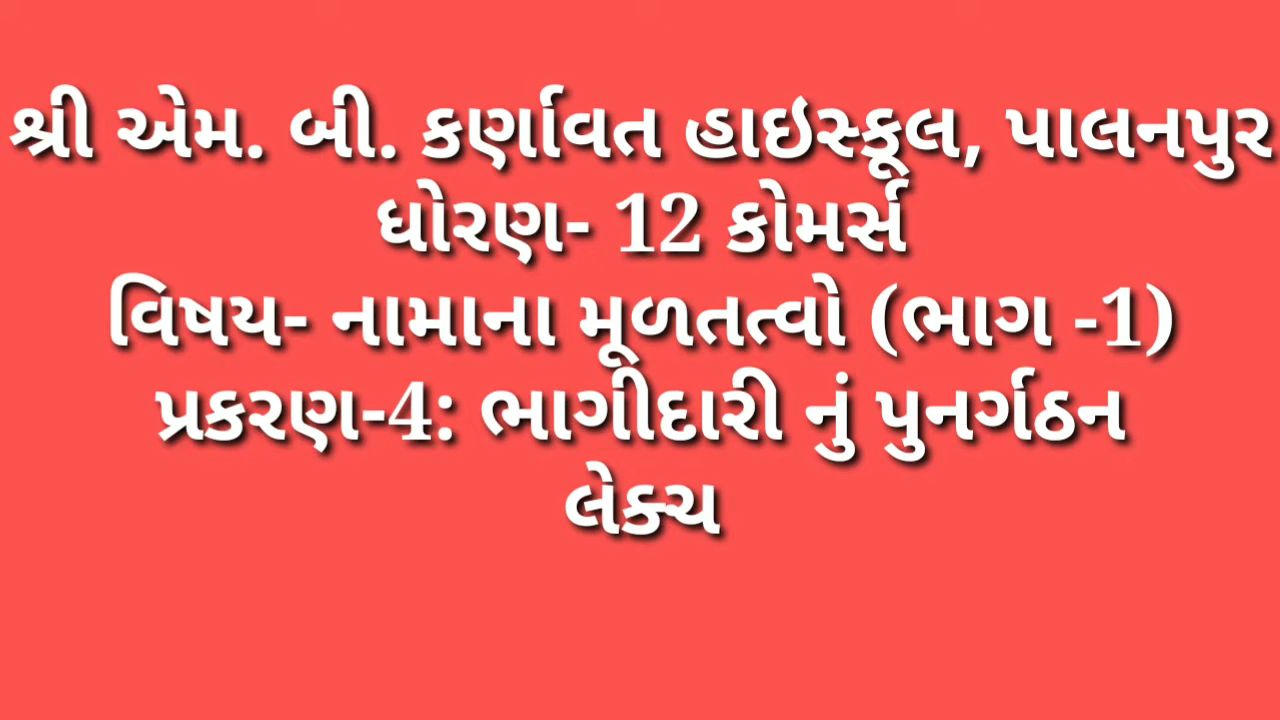 શ્રી એમ. બી. કર્ણાવત હાઇસ્કૂલ, પાલનપુર
ધોરણ- 12 કોમર્સ
વિષય- નામાના મૂળતત્વો (ભાગ -1)
પ્રકરણ-4: ભાગીદારી નું પુનર્ગઠન
લેક્ચ